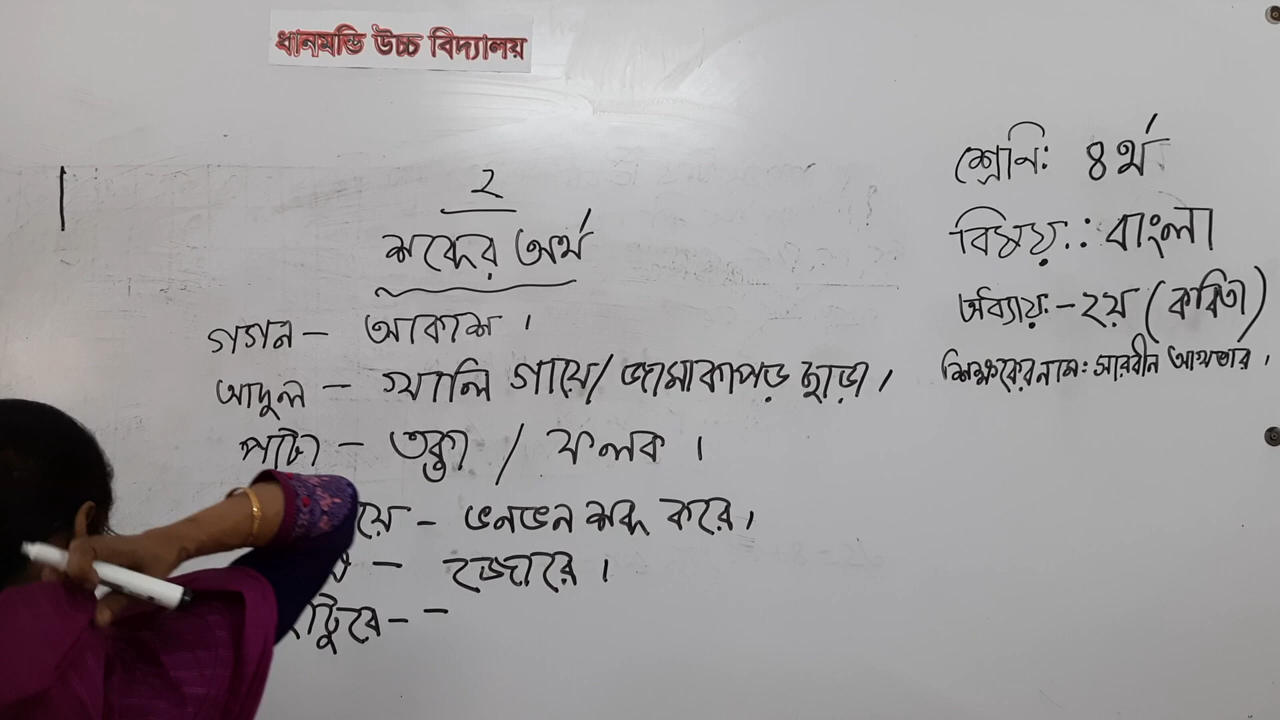 ধানমন্ডি উচ্চ বিদ্যালয়
২
শব্দের অর্থ
গগন - আকাশ ।
আদুল - খালি গায়ে/ জামাকাপড় ছাড়া ।
পাটা - তক্তা / ফলক ।
য়ে - ভনভন শব্দ করে ।
- জোরে ।
টুরে - -
শ্রেণি: ৪র্থ
বিষয়: বাংলা
অধ্যায়:- ২য় (কবিতা)
শিক্ষকের নাম: আখতার ।